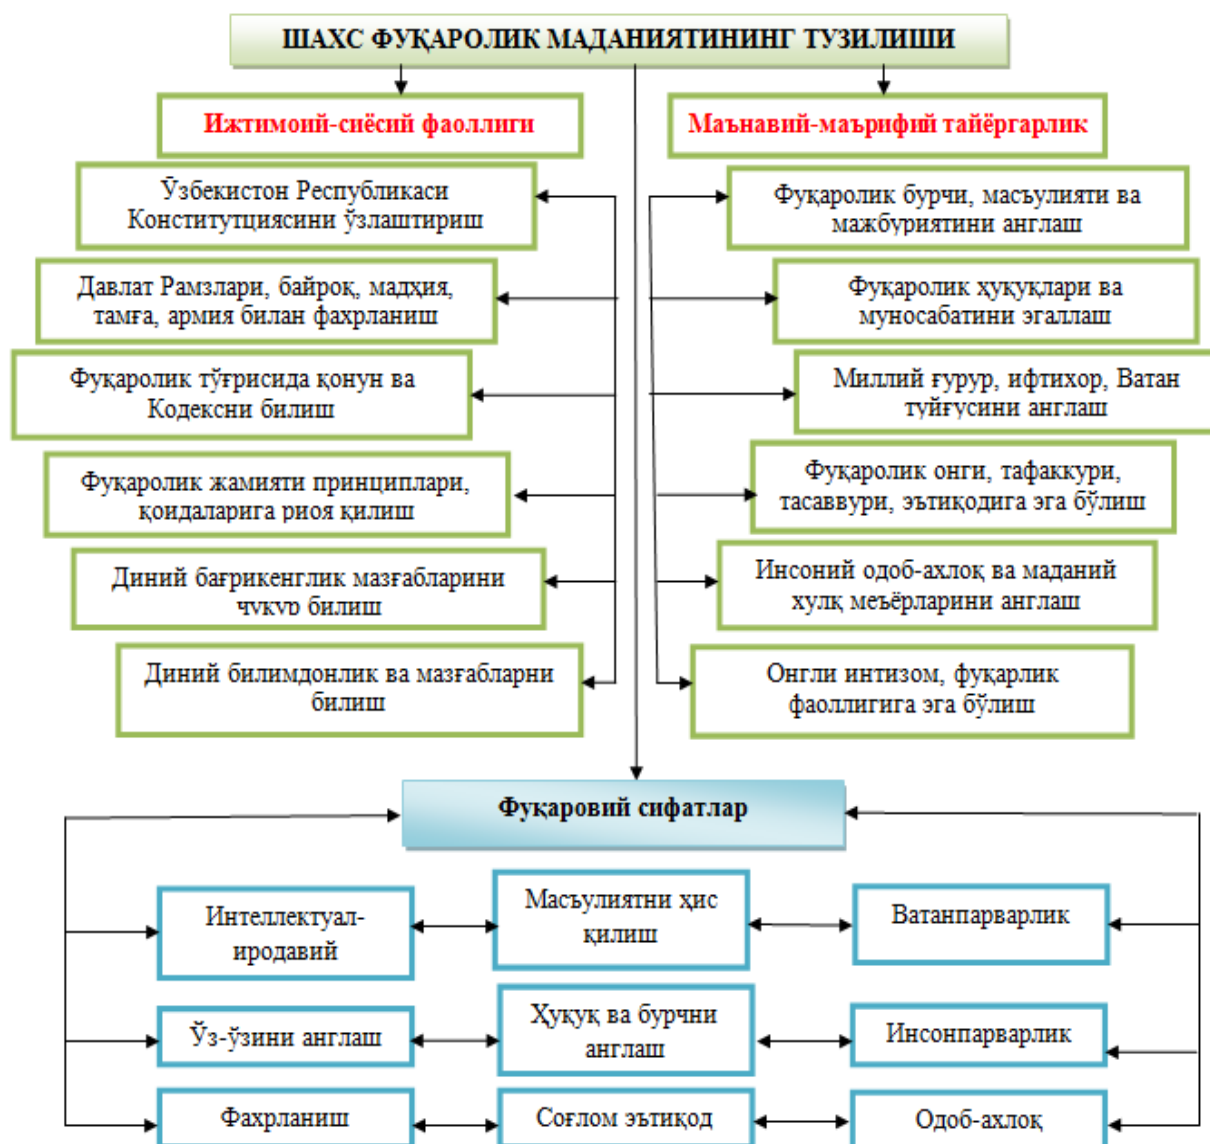 ШАХС ФУҚАРОЛИК МАДАНИЯТИНИНГ ТУЗИЛИШИ
Ижтимоий-сиёсий фаоллиги
Ўзбекистон Республикаси
Конститутциясини ўзлаштириш
Давлат Рамзлари, байроқ, мадҳия,
тамға, армия билан фахрланиш
Фуқаролик тўғрисида қонун ва
Кодексни билиш
Фуқаролик жамияти принциплари,
қоидаларига риоя қилиш
Диний бағрикенглик мазғабларини
чуқур билиш
Диний билимдонлик ва мазғабларни
билиш
Маънавий-маърифий тайёргарлик
Фуқаролик бурчи, масъулияти ва
мажбуриятини англаш
Фуқаролик ҳуқуқлари ва
муносабатини эгаллаш
Миллий ғурур, ифтихор, Ватан
туйғусини англаш
Фуқаролик онги, тафаккури,
тасаввури, эътиқодига эга бўлиш
Инсоний одоб-ахлоқ ва маданий
хулқ меъёрларини англаш
Онгли интизом, фуқарлик
фаоллигига эга бўлиш
Фуқаровий сифатлар
Интеллектуал-
иродавий
Масъулиятни ҳис
қилиш
Ватанпарварлик
Ўз-ўзини англаш
Ҳуқуқ ва бурчни
англаш
Инсонпарварлик
Фахрланиш
Соғлом эътиқод
Одоб-ахлоқ